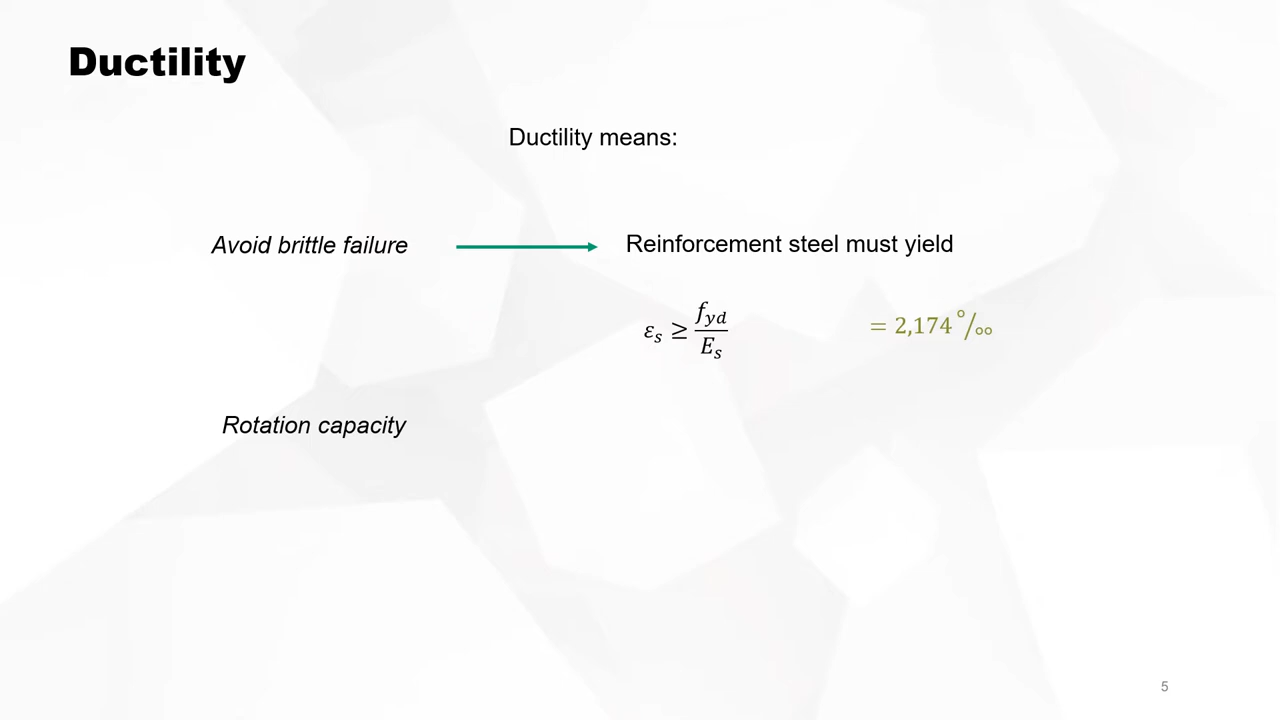 Ductility
Ductility means:
Avoid brittle failure
Reinforcement steel must yield
εs ≥ fyd / Es
= 2,174 °/oo
Rotation capacity
5